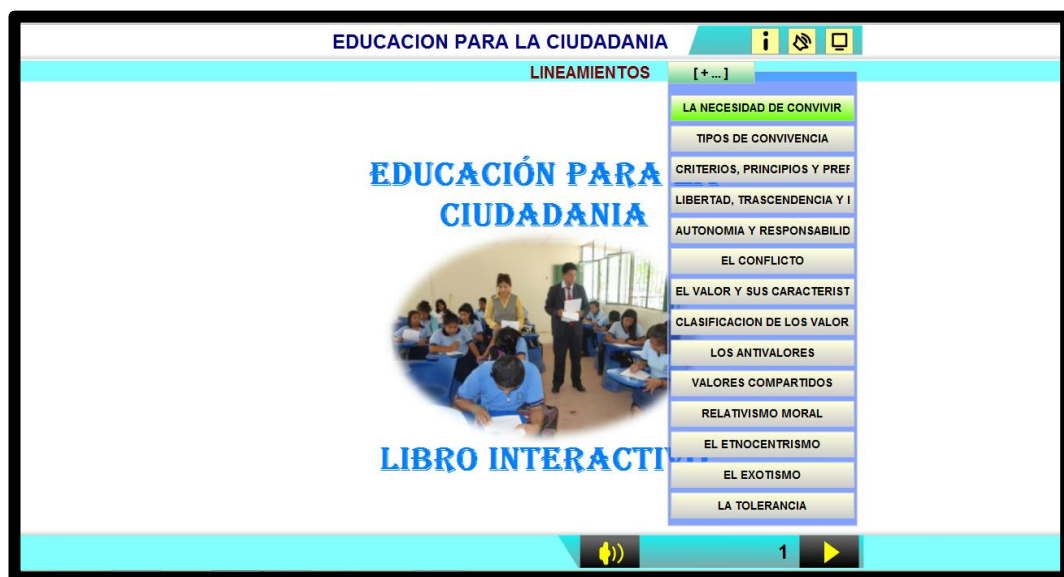 EDUCACION PARA LA CIUDADANIA
LINEAMIENTOS
[ + ... ]
EDUCACIÓN PARA
CIUDADANIA
LIBRO INTERACTI
LA NECESIDAD DE CONVIVIR
TIPOS DE CONVIVENCIA
CRITERIOS, PRINCIPIOS Y PREF
LIBERTAD, TRASCENDENCIA Y I
AUTONOMIA Y RESPONSABILID
EL CONFLICTO
EL VALOR Y SUS CARACTERIST
CLASIFICACION DE LOS VALOR
LOS ANTIVALORES
VALORES COMPARTIDOS
RELATIVISMO MORAL
EL ETNOCENTRISMO
EL EXOTISMO
LA TOLERANCIA
1